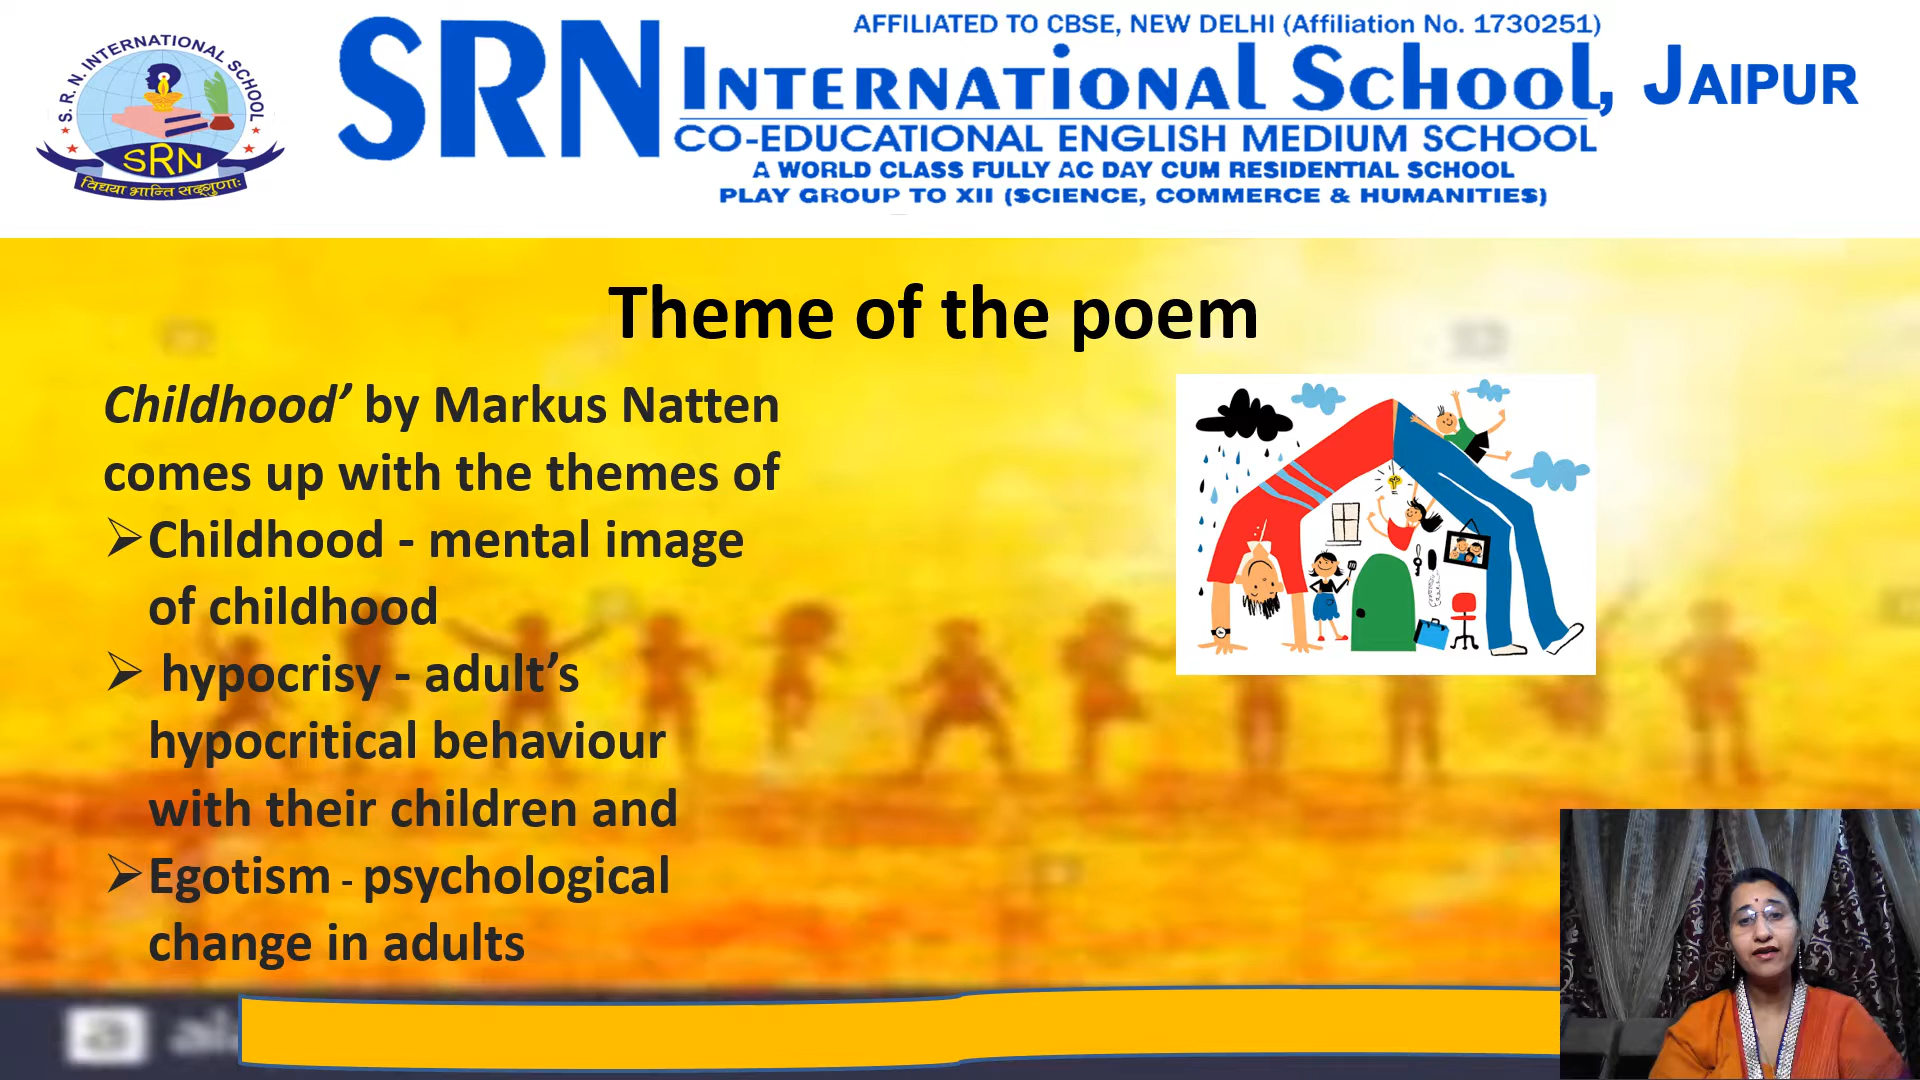 S. R. N. INTERNATIONAL SCHOOL
SRN
विद्यया भान्ति सद्गुणाः
AFFILIATED TO CBSE, NEW DELHI (Affiliation No. 1730251)
SRN INTERNATIONAL SCHOOL, JAIPUR
CO-EDUCATIONAL ENGLISH MEDIUM SCHOOL
A WORLD CLASS FULLY AC DAY CUM RESIDENTIAL SCHOOL
PLAY GROUP TO XII (SCIENCE, COMMERCE & HUMANITIES)
Theme of the poem
Childhood’ by Markus Natten
comes up with the themes of
➢Childhood - mental image
of childhood
➢ hypocrisy - adult’s
hypocritical behaviour
with their children and
➢Egotism - psychological
change in adults
a